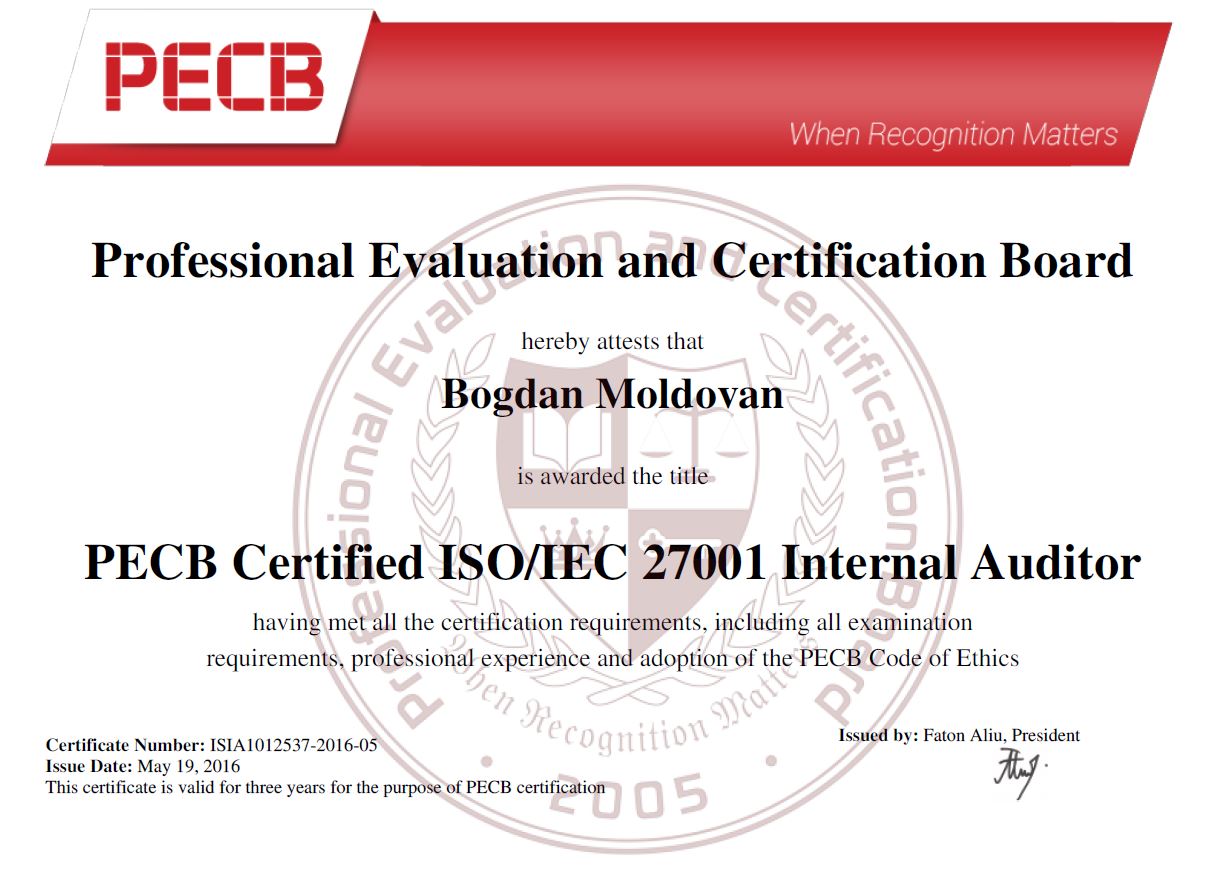 PECB
When Recognition Matters
Professional Evaluation and Certification Board
hereby attests that
Bogdan Moldovan
is awarded the title
PECB Certified ISO/IEC 27001 Internal Auditor
having met all the certification requirements, including all examination
requirements, professional experience and adoption of the PECB Code of Ethics
Certificate Number: ISIA1012537-2016-05
Issue Date: May 19, 2016
This certificate is valid for three years for the purpose of PECB certification
Issued by: Faton Aliu, President
Professional Evaluation and Certification Board
When Recognition Matters
2005